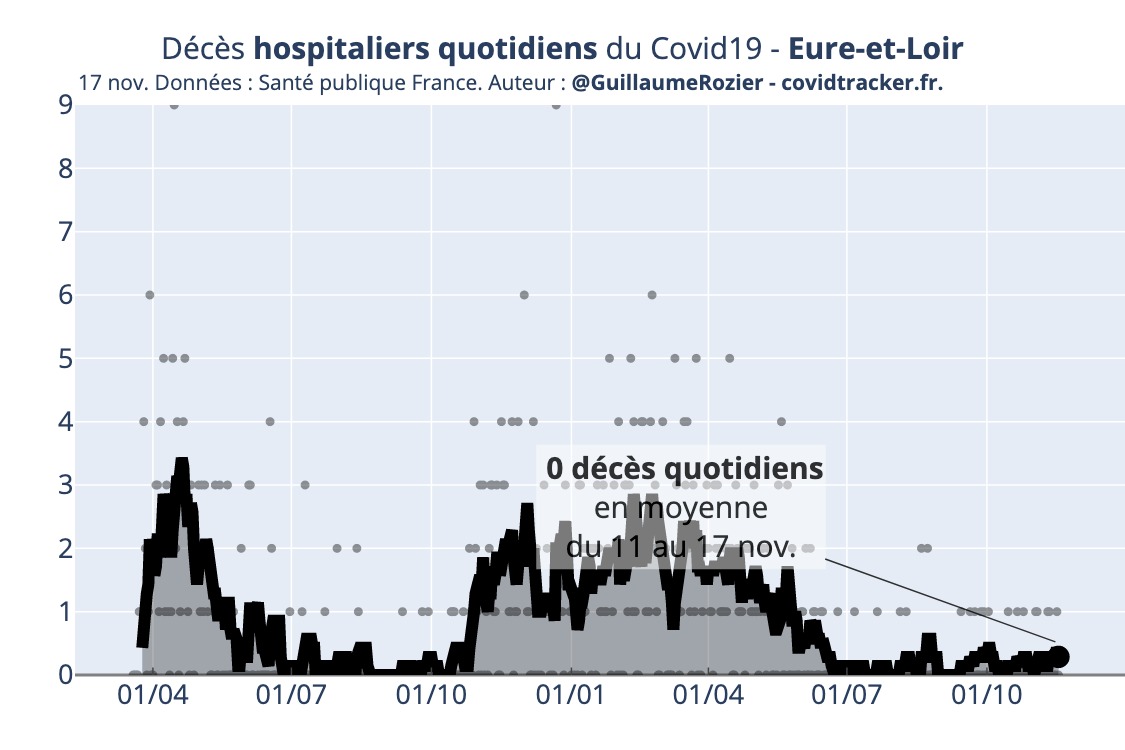 Décès hospitaliers quotidiens du Covid19 - Eure-et-Loir
17 nov. Données : Santé publique France. Auteur : @GuillaumeRozier - covidtracker.fr.
9
8
7
6
5
4
3
2
1
0
0 décès quotidiens
en moyenne
du 11 au 17 nov.
01/04 01/07 01/10 01/01 01/04 01/07 01/10